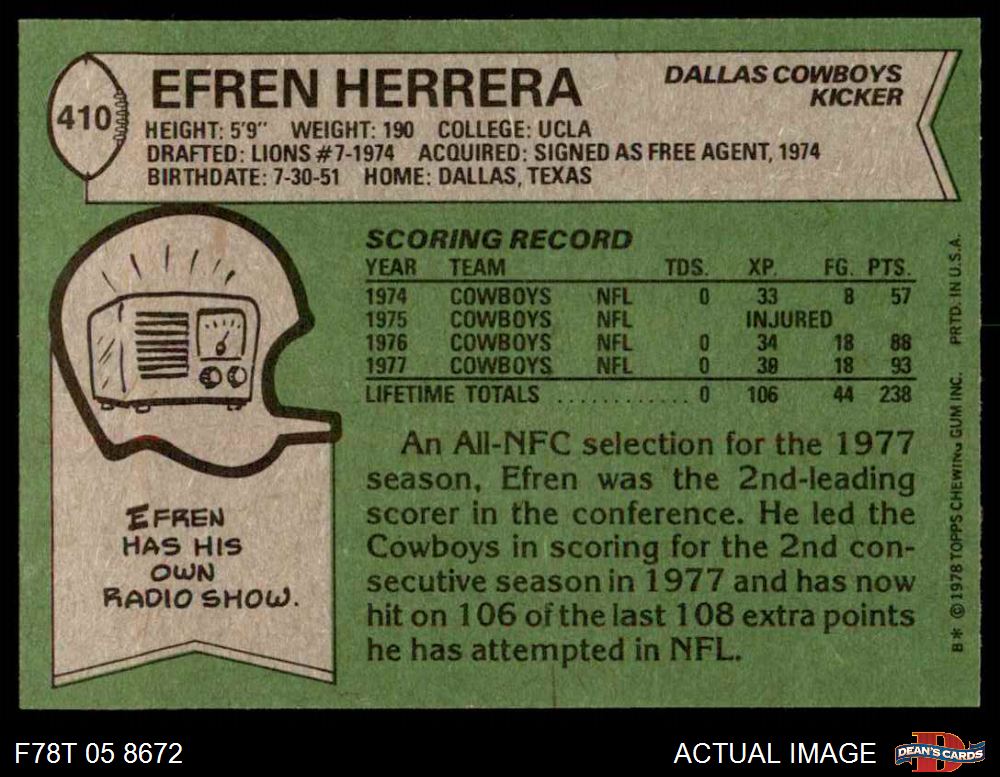 410
EFREN HERRERA
DALLAS COWBOYS
KICKER
HEIGHT: 5'9" WEIGHT: 190 COLLEGE: UCLA
DRAFTED: LIONS #7-1974 ACQUIRED: SIGNED AS FREE AGENT, 1974
BIRTHDATE: 7-30-51 HOME: DALLAS, TEXAS
SCORING RECORD
YEAR TEAM TDS. XP. FG. PTS.
1974 COWBOYS NFL 0 33 8 57
1975 COWBOYS NFL INJURED
1976 COWBOYS NFL 0 34 18 88
1977 COWBOYS NFL 0 39 18 93
LIFETIME TOTALS ............ 0 106 44 238
An All-NFC selection for the 1977
season, Efren was the 2nd-leading
scorer in the conference. He led the
Cowboys in scoring for the 2nd con-
secutive season in 1977 and has now
hit on 106 of the last 108 extra points
he has attempted in NFL.
EFREN
HAS HIS
OWN
RADIO SHOW.
B* ©1978 TOPPS CHEWING GUM INC. PRTD. IN U.S.A.
F78T 05 8672
ACTUAL IMAGE
D
DEAN'S CARDS